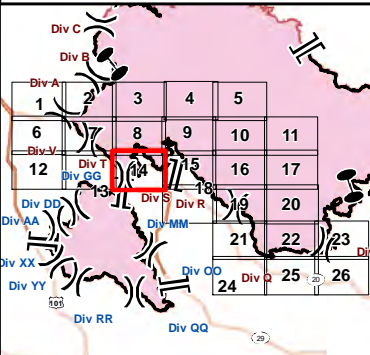 Div C
Div B
Div A
1 2 3 4 5
6 7 8 9 10 11
Div V
12 Div T 14 15 16 17
Div GG
13 Div S Div R 18 19 20
Div DD
Div AA Div MM
21 22 23
Div XX Div OO
24 Div Q 25 20 26
Div YY
101
Div RR Div QQ
29